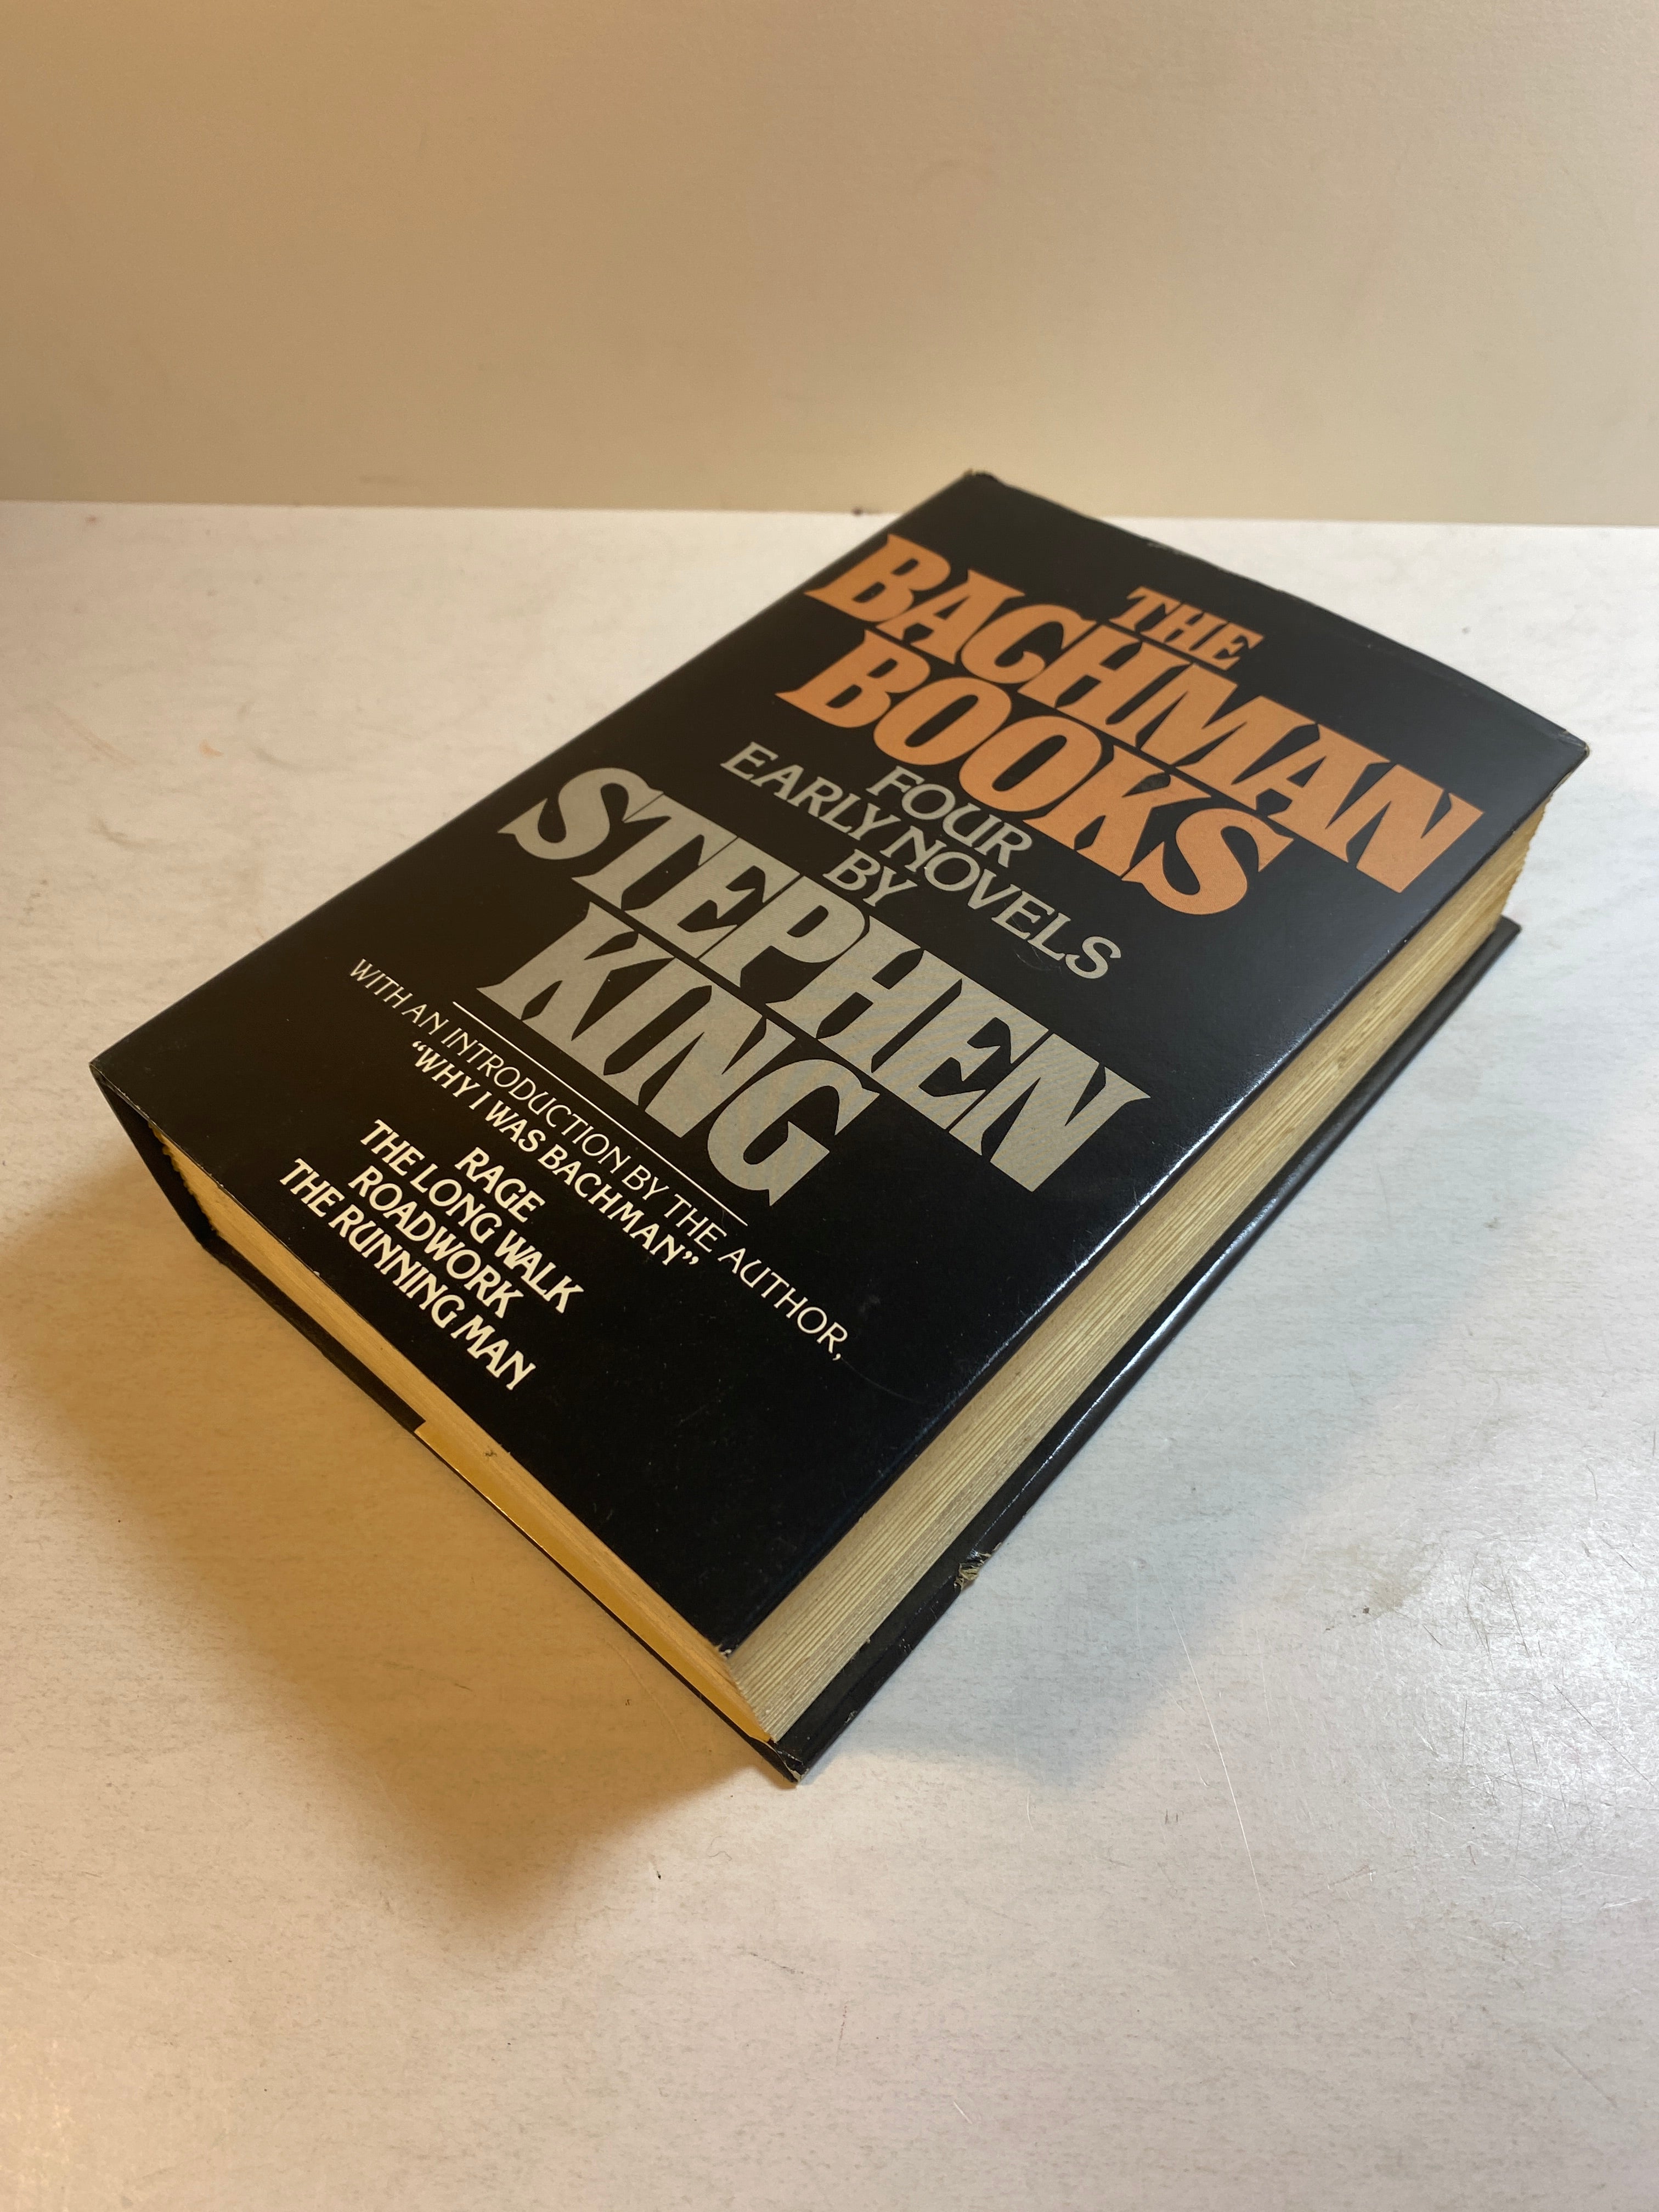 THE
BACHMAN
BOOKS
FOUR
EARLY NOVELS
BY
STEPHEN
KING
WITH AN INTRODUCTION BY THE AUTHOR,
“WHY I WAS BACHMAN”
RAGE
THE LONG WALK
ROADWORK
THE RUNNING MAN